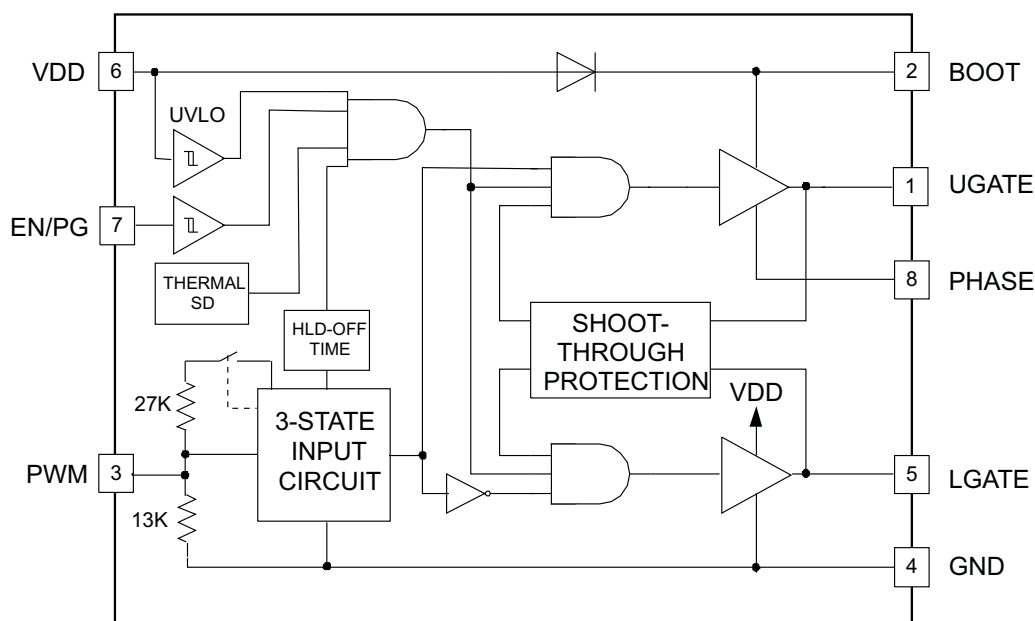 VDD
6
2
BOOT
UVLO
1
UGATE
EN/PG
7
THERMAL
SD
8
PHASE
HLD-OFF
TIME
SHOOT-
THROUGH
PROTECTION
27K
3-STATE
INPUT
CIRCUIT
VDD
PWM
3
5
LGATE
13K
4
GND